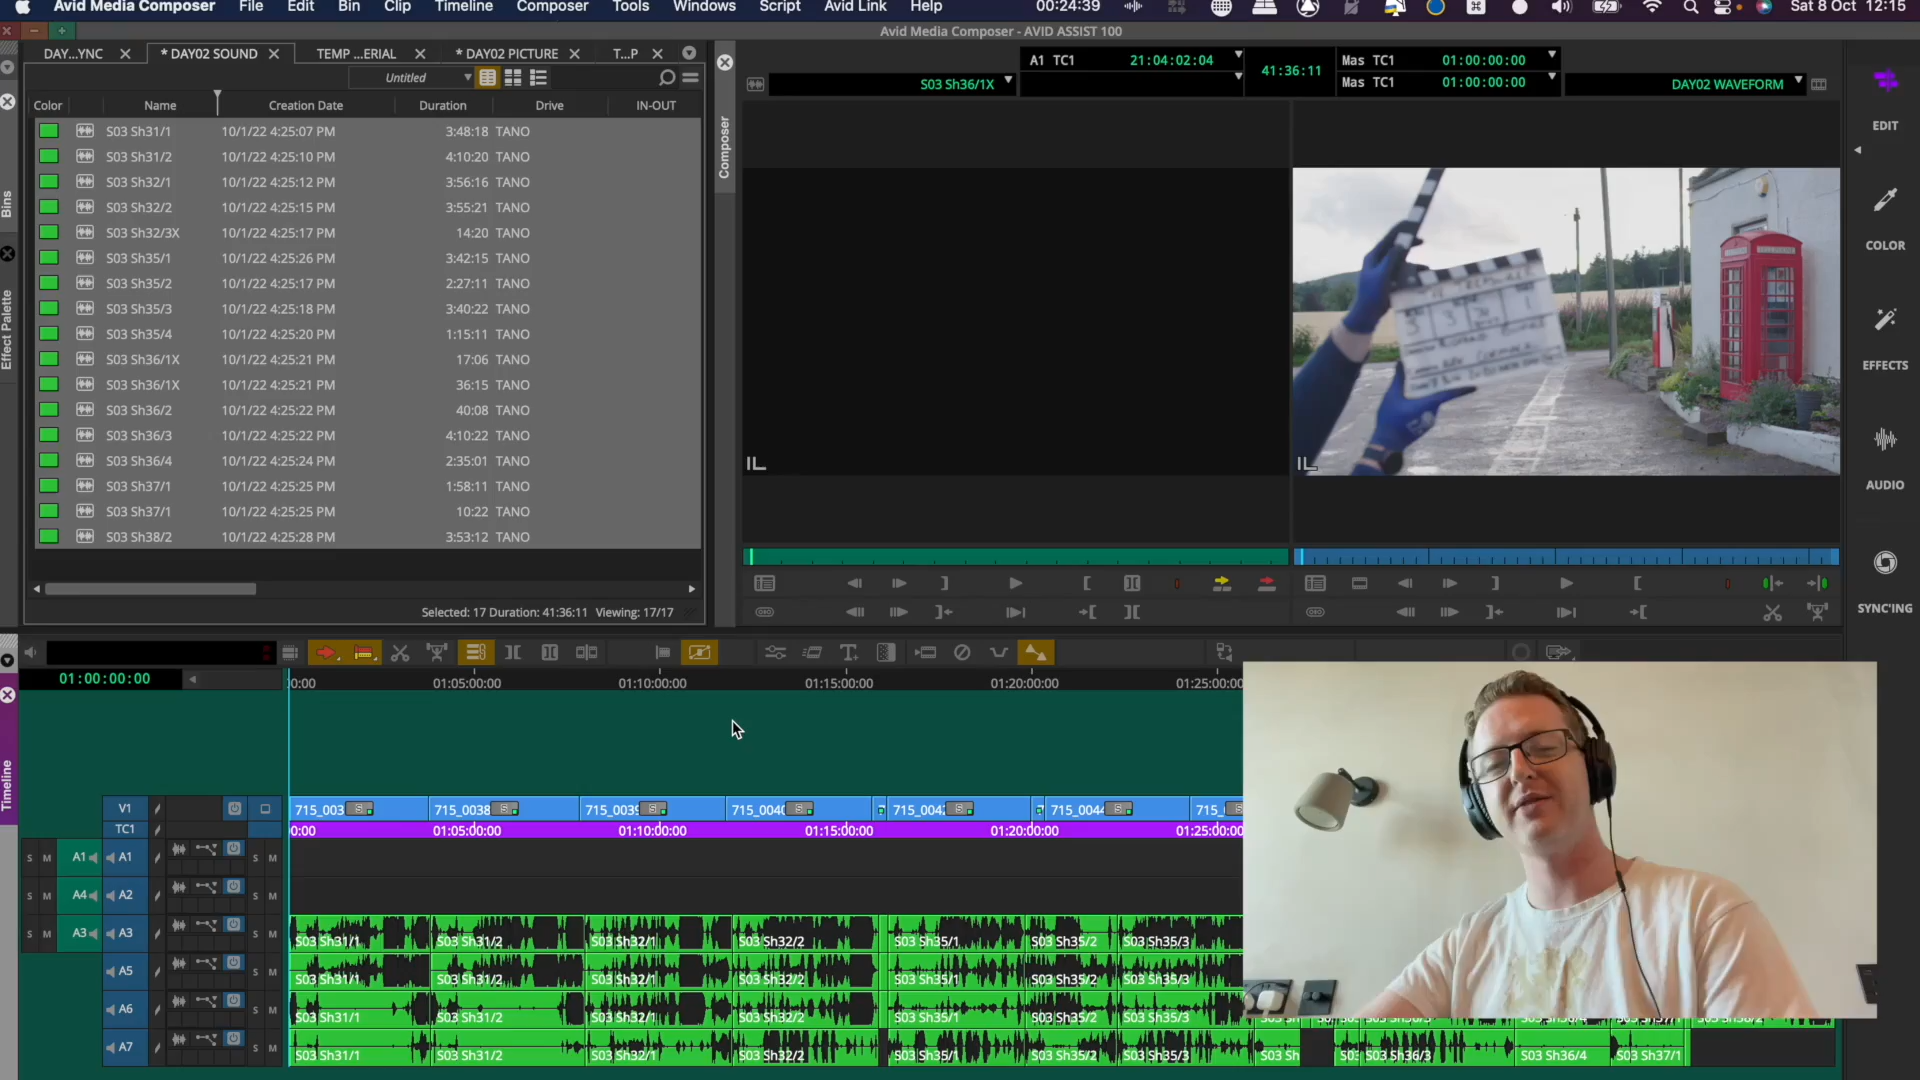 Avid Media Composer File Edit Bin Clip Timeline Composer Tools Windows Script Avid Link Help 00:24:39 Sat 8 Oct 12:15
Avid Media Composer - AVID ASSIST 100
DAY...YNC * DAY02 SOUND TEMP ...ERIAL * DAY02 PICTURE T...P
Untitled
Color Name Creation Date Duration Drive IN-OUT
S03 Sh31/1 10/1/22 4:25:07 PM 3:48:18 TANO
S03 Sh31/2 10/1/22 4:25:10 PM 4:10:20 TANO
S03 Sh32/1 10/1/22 4:25:12 PM 3:56:16 TANO
S03 Sh32/2 10/1/22 4:25:15 PM 3:55:21 TANO
S03 Sh32/3X 10/1/22 4:25:17 PM 14:20 TANO
S03 Sh35/1 10/1/22 4:25:26 PM 3:42:15 TANO
S03 Sh35/2 10/1/22 4:25:17 PM 2:27:11 TANO
S03 Sh35/3 10/1/22 4:25:18 PM 3:40:22 TANO
S03 Sh35/4 10/1/22 4:25:20 PM 1:15:11 TANO
S03 Sh36/1X 10/1/22 4:25:21 PM 17:06 TANO
S03 Sh36/1X 10/1/22 4:25:21 PM 36:15 TANO
S03 Sh36/2 10/1/22 4:25:22 PM 40:08 TANO
S03 Sh36/3 10/1/22 4:25:22 PM 4:10:22 TANO
S03 Sh36/4 10/1/22 4:25:24 PM 2:35:01 TANO
S03 Sh37/1 10/1/22 4:25:25 PM 1:58:11 TANO
S03 Sh37/1 10/1/22 4:25:25 PM 10:22 TANO
S03 Sh38/2 10/1/22 4:25:28 PM 3:53:12 TANO
Selected: 17 Duration: 41:36:11 Viewing: 17/17
Bins
Effect Palette
Composer
A1 TC1 21:04:02:04
S03 Sh36/1X
41:36:11
Mas TC1 01:00:00:00
Mas TC1 01:00:00:00
DAY02 WAVEFORM
EDIT
COLOR
EFFECTS
AUDIO
SYNC'ING
Timeline
01:00:00:00
0:00 01:05:00:00 01:10:00:00 01:15:00:00 01:20:00:00 01:25:00:00
V1 715_003 715_0038 715_0039 715_0040 715_004 715_0044 715_
TC1 0:00 01:05:00:00 01:10:00:00 01:15:00:00 01:20:00:00 01:25:00:00
S M A1 A1 S M
S M A4 A2 S M
S M A3 A3 S M S03 Sh31/1 S03 Sh31/2 S03 Sh32/1 S03 Sh32/2 S03 Sh35/1 S03 Sh35/2 S03 Sh35/3
A5 S M S03 Sh31/1 S03 Sh31/2 S03 Sh32/1 S03 Sh32/2 S03 Sh35/1 S03 Sh35/2 S03 Sh35/3
A6 S M S03 Sh31/1 S03 Sh31/2 S03 Sh32/1 S03 Sh32/2 S03 Sh35/1 S03 Sh35/2 S03 Sh35/3
A7 S M S03 Sh31/1 S03 Sh31/2 S03 Sh32/1 S03 Sh32/2 S03 Sh35/1 S03 Sh35/2 S03 Sh35/3 S03 Sh S03 S03 Sh36/3 S03 Sh36/4 S03 Sh37/1